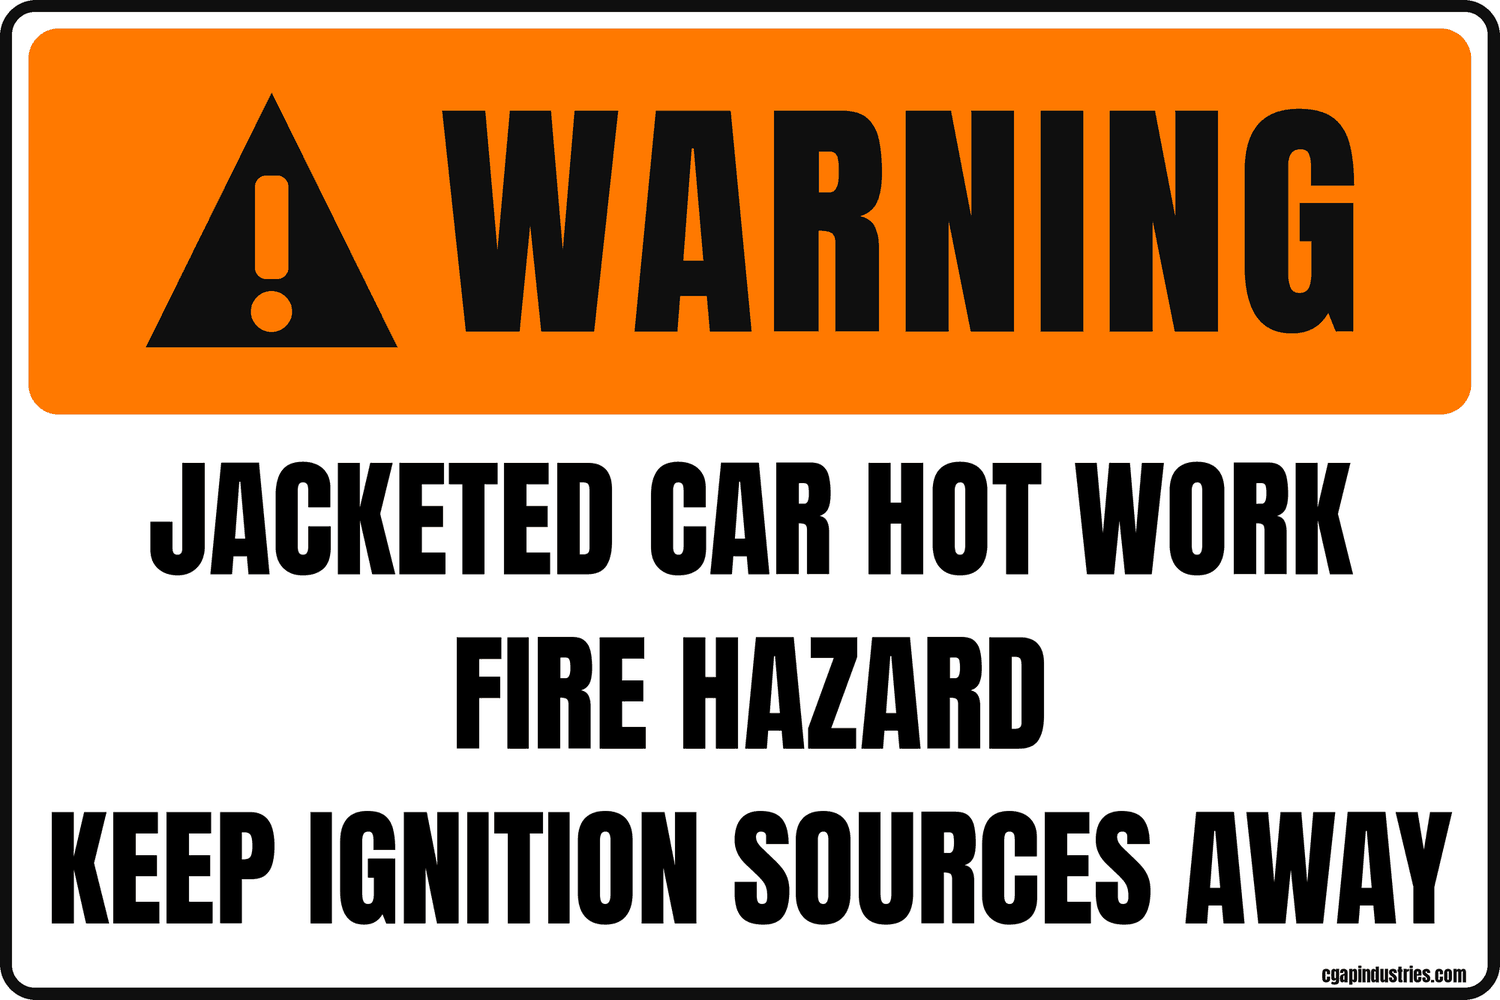 WARNING
JACKETED CAR HOT WORK
FIRE HAZARD
KEEP IGNITION SOURCES AWAY
cgapindustries.com